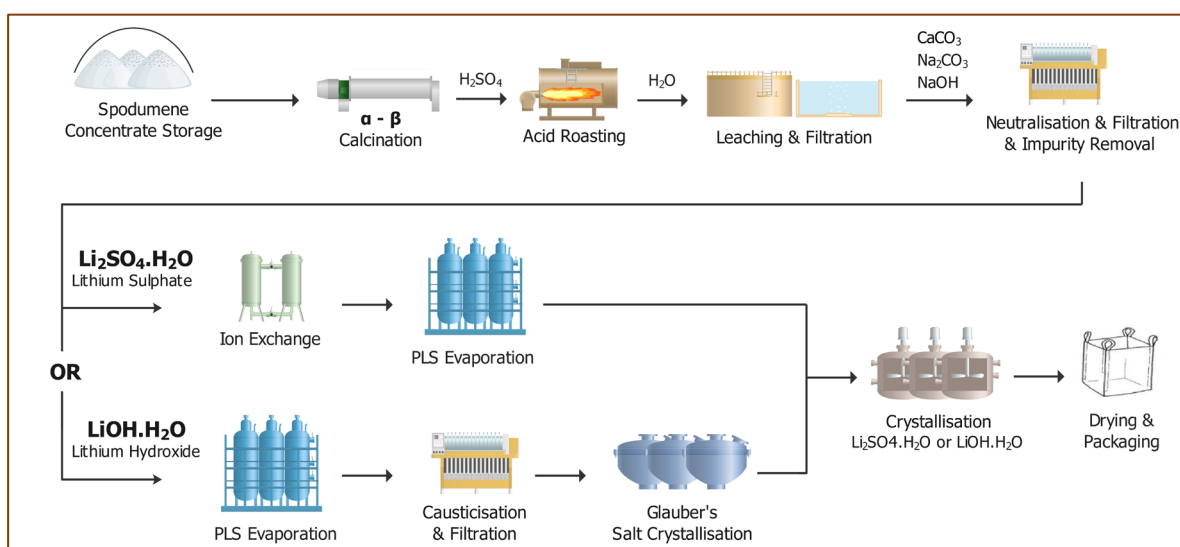 Spodumene
Concentrate Storage
α - β
Calcination
H₂SO₄
Acid Roasting
H₂O
Leaching & Filtration
CaCO₃
Na₂CO₃
NaOH
Neutralisation & Filtration
& Impurity Removal
Li₂SO₄.H₂O
Lithium Sulphate
Ion Exchange
PLS Evaporation
OR
LiOH.H₂O
Lithium Hydroxide
PLS Evaporation
Causticisation
& Filtration
Glauber's
Salt Crystallisation
Crystallisation
Li₂SO4.H₂O or LiOH.H₂O
Drying &
Packaging